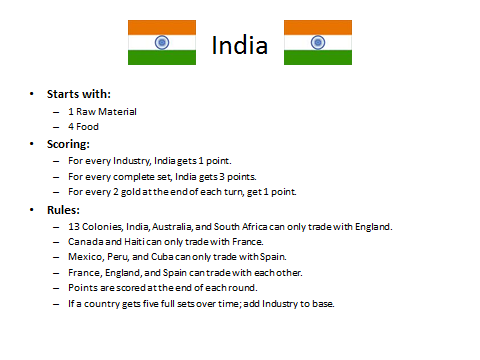 India
• Starts with:
– 1 Raw Material
– 4 Food
• Scoring:
– For every Industry, India gets 1 point.
– For every complete set, India gets 3 points.
– For every 2 gold at the end of each turn, get 1 point.
• Rules:
– 13 Colonies, India, Australia, and South Africa can only trade with England.
– Canada and Haiti can only trade with France.
– Mexico, Peru, and Cuba can only trade with Spain.
– France, England, and Spain can trade with each other.
– Points are scored at the end of each round.
– If a country gets five full sets over time; add Industry to base.